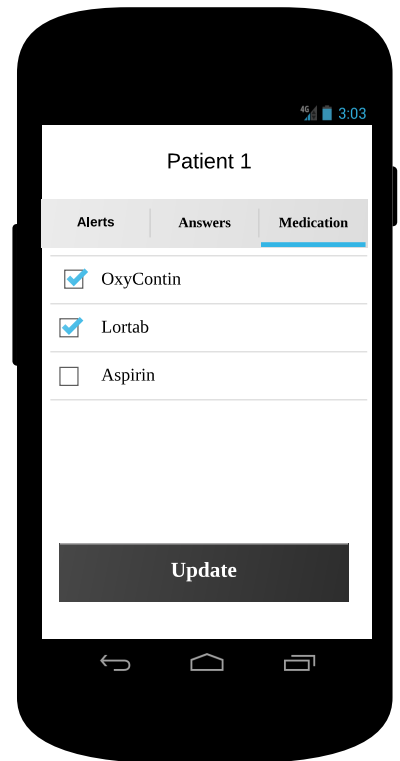 4G 3:03
Patient 1
Alerts Answers Medication
OxyContin
Lortab
Aspirin
Update